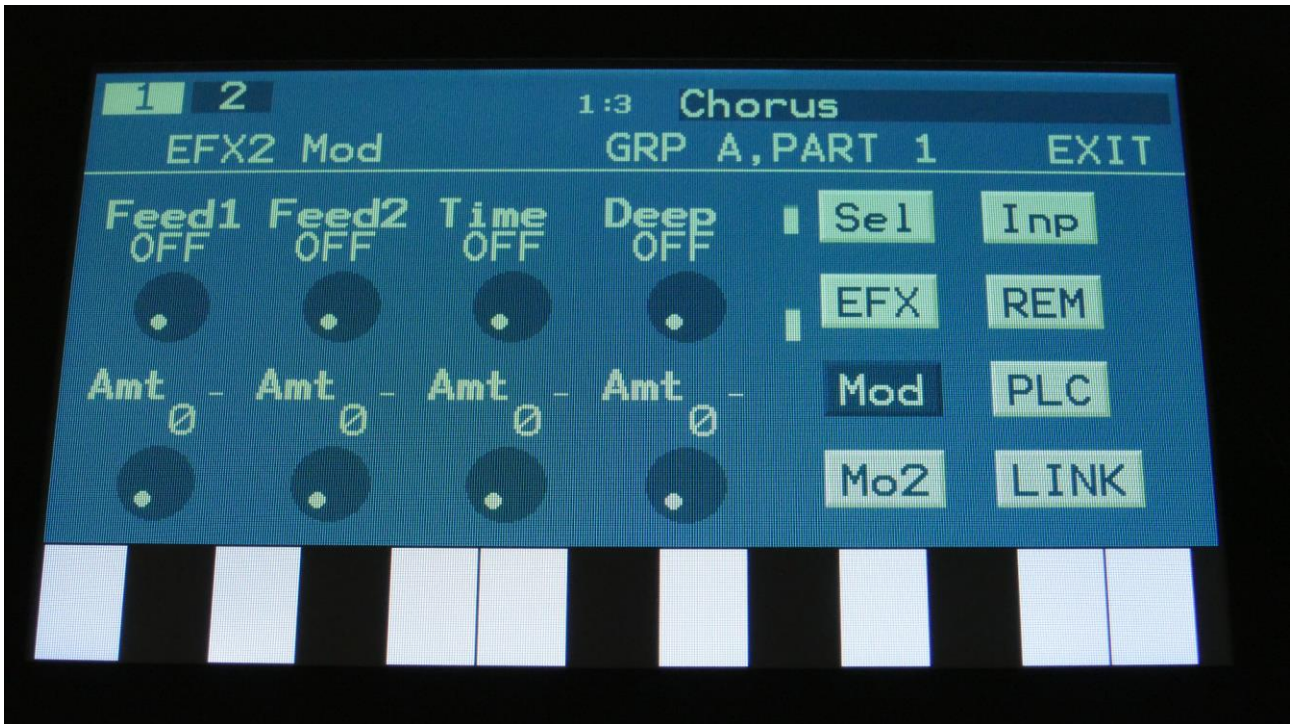 1 2 1:3 Chorus
EFX2 Mod GRP A,PART 1 EXIT
Feed1 Feed2 Time Deep Sel Inp
OFF OFF OFF OFF
EFX REM
Amt - Amt - Amt - Amt - Mod PLC
0 0 0 0
Mo2 LINK